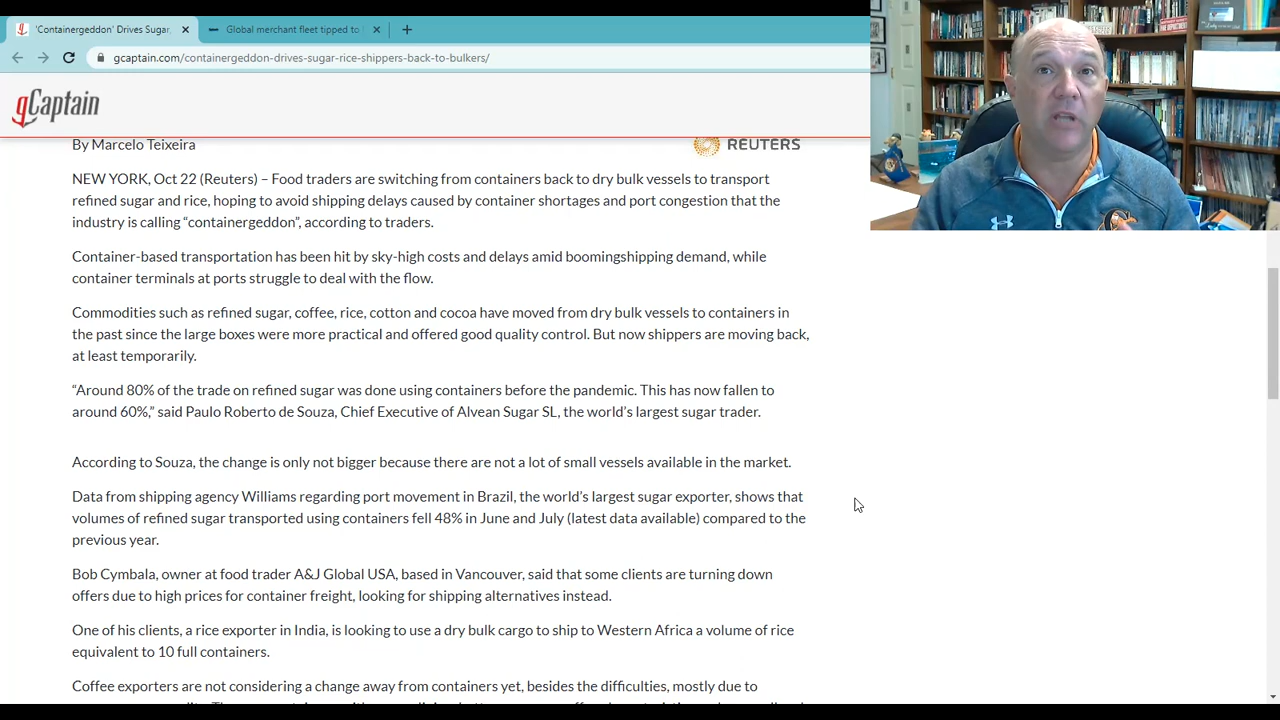 'Containergeddon' Drives Sugar,
Global merchant fleet tipped to
gcaptain.com/containergeddon-drives-sugar-rice-shippers-back-to-bulkers/
gCaptain
By Marcelo Teixeira
REUTERS
NEW YORK, Oct 22 (Reuters) – Food traders are switching from containers back to dry bulk vessels to transport
refined sugar and rice, hoping to avoid shipping delays caused by container shortages and port congestion that the
industry is calling “containergeddon”, according to traders.
Container-based transportation has been hit by sky-high costs and delays amid boomingshipping demand, while
container terminals at ports struggle to deal with the flow.
Commodities such as refined sugar, coffee, rice, cotton and cocoa have moved from dry bulk vessels to containers in
the past since the large boxes were more practical and offered good quality control. But now shippers are moving back,
at least temporarily.
“Around 80% of the trade on refined sugar was done using containers before the pandemic. This has now fallen to
around 60%,” said Paulo Roberto de Souza, Chief Executive of Alvean Sugar SL, the world’s largest sugar trader.
According to Souza, the change is only not bigger because there are not a lot of small vessels available in the market.
Data from shipping agency Williams regarding port movement in Brazil, the world’s largest sugar exporter, shows that
volumes of refined sugar transported using containers fell 48% in June and July (latest data available) compared to the
previous year.
Bob Cymbala, owner at food trader A&J Global USA, based in Vancouver, said that some clients are turning down
offers due to high prices for container freight, looking for shipping alternatives instead.
One of his clients, a rice exporter in India, is looking to use a dry bulk cargo to ship to Western Africa a volume of rice
equivalent to 10 full containers.
Coffee exporters are not considering a change away from containers yet, besides the difficulties, mostly due to